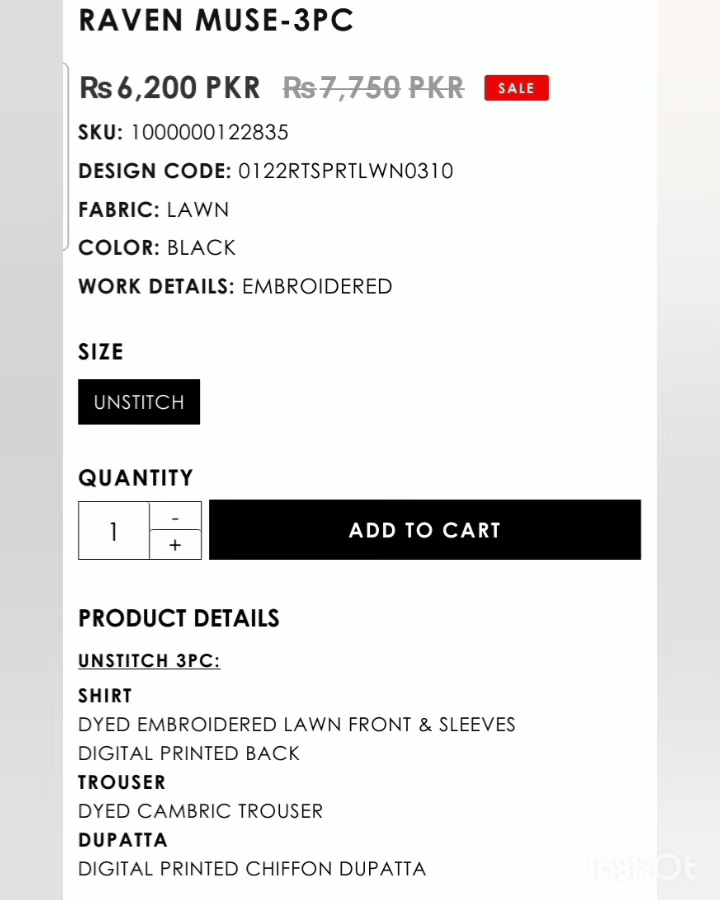 RAVEN MUSE-3PC
Rs 6,200 PKR Rs 7,750 PKR SALE
SKU: 1000000122835
DESIGN CODE: 0122RTSPRTLWN0310
FABRIC: LAWN
COLOR: BLACK
WORK DETAILS: EMBROIDERED
SIZE
UNSTITCH
QUANTITY
1 - + ADD TO CART
PRODUCT DETAILS
UNSTITCH 3PC:
SHIRT
DYED EMBROIDERED LAWN FRONT & SLEEVES
DIGITAL PRINTED BACK
TROUSER
DYED CAMBRIC TROUSER
DUPATTA
DIGITAL PRINTED CHIFFON DUPATTA
InshOt